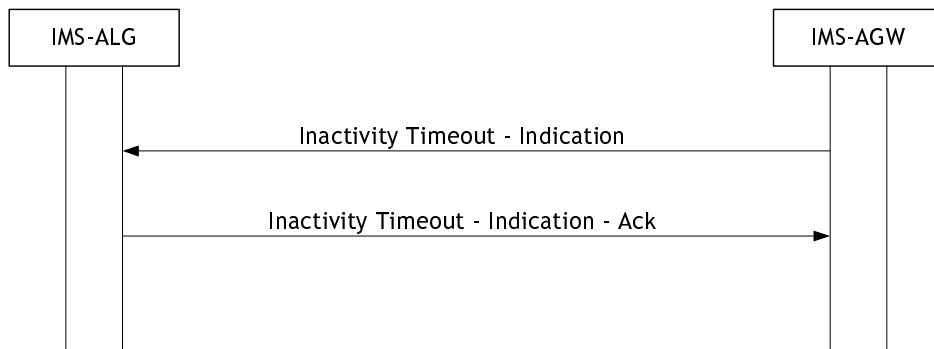 IMS-ALG
IMS-AGW
Inactivity Timeout - Indication
Inactivity Timeout - Indication - Ack